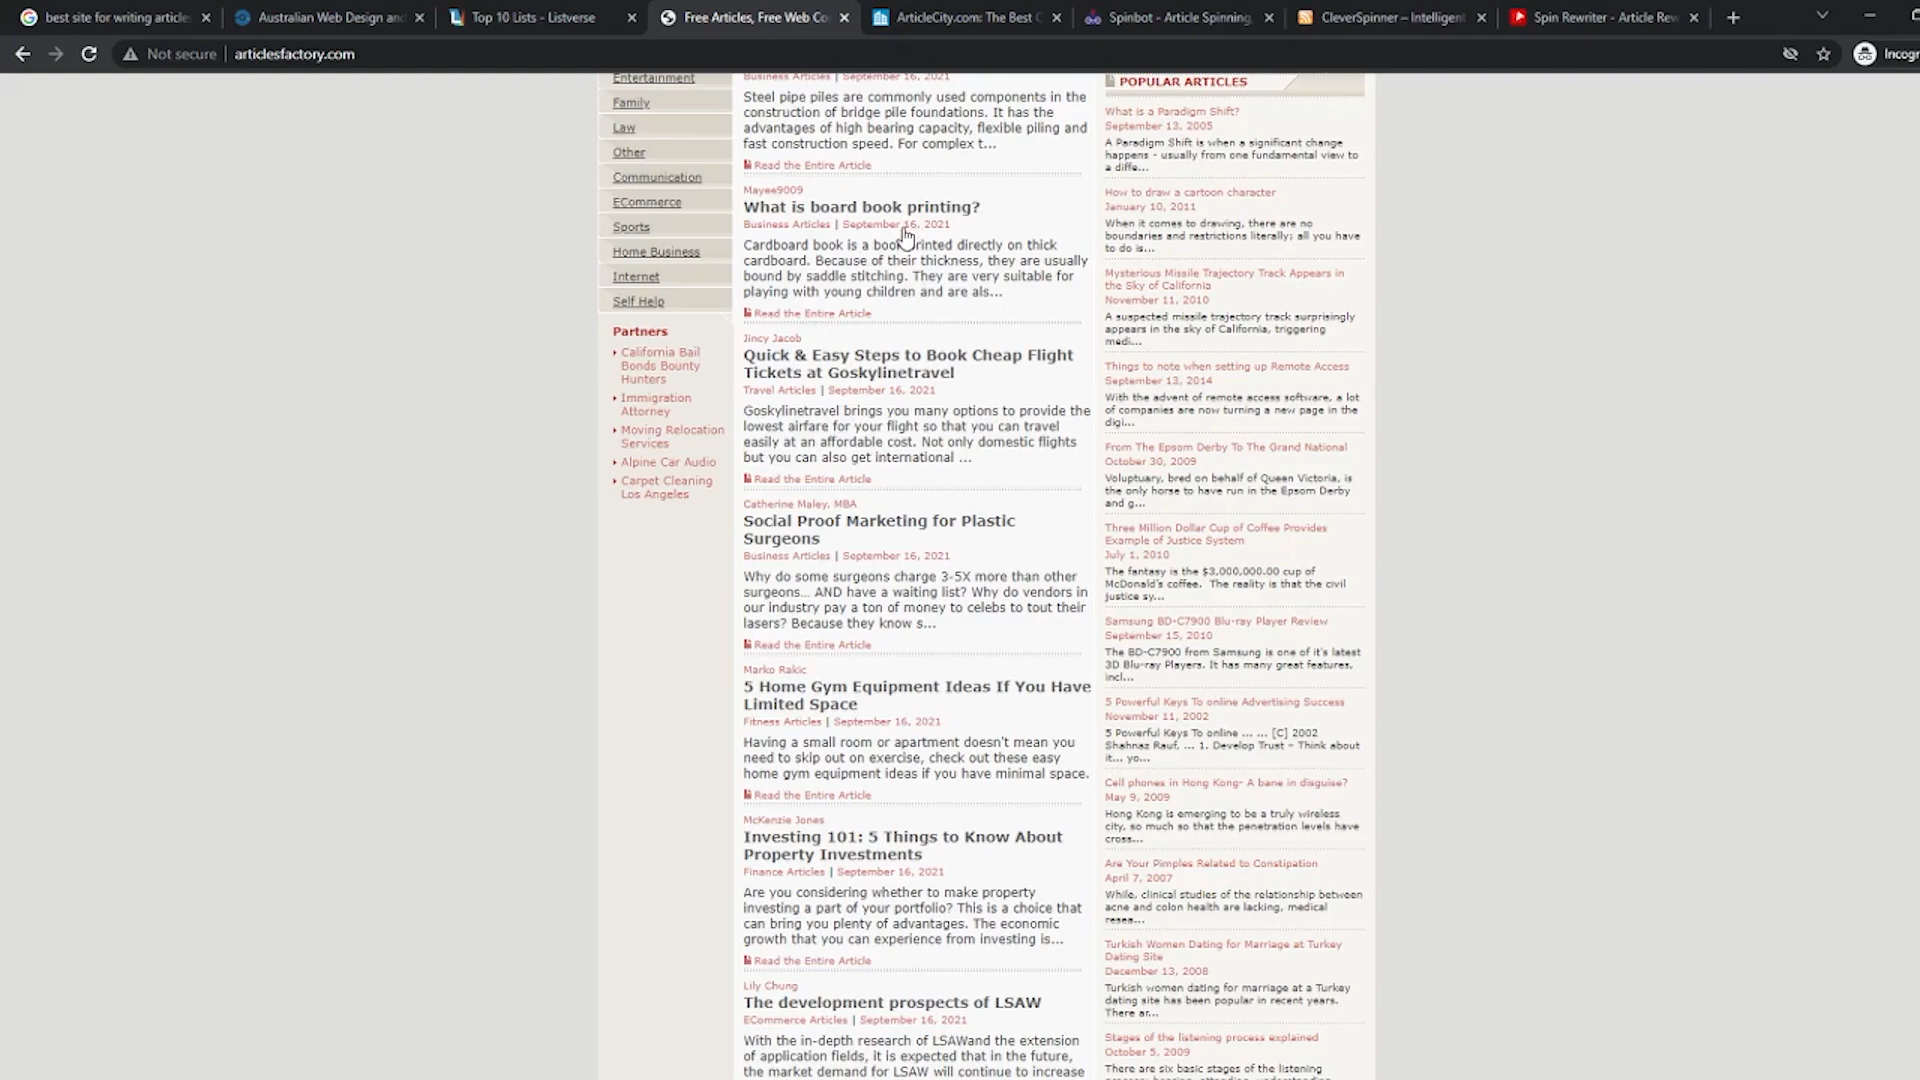 best site for writing article
Australian Web Design and
Top 10 Lists - Listverse
Free Articles, Free Web Co
ArticleCity.com: The Best
Spinbot - Article Spinning,
CleverSpinner – Intelligent
Spin Rewriter - Article Rew
Not secure
articlesfactory.com
Incogn
Entertainment
Family
Law
Other
Communication
ECommerce
Sports
Home Business
Internet
Self Help
Partners
California Bail
Bonds Bounty
Hunters
Immigration
Attorney
Moving Relocation
Services
Alpine Car Audio
Carpet Cleaning
Los Angeles
Business Articles | September 16, 2021
Steel pipe piles are commonly used components in the
construction of bridge pile foundations. It has the
advantages of high bearing capacity, flexible piling and
fast construction speed. For complex t...
Read the Entire Article
Mayee9009
What is board book printing?
Business Articles | September 16, 2021
Cardboard book is a book printed directly on thick
cardboard. Because of their thickness, they are usually
bound by saddle stitching. They are very suitable for
playing with young children and are als...
Read the Entire Article
Jincy Jacob
Quick & Easy Steps to Book Cheap Flight
Tickets at Goskylinetravel
Travel Articles | September 16, 2021
Goskylinetravel brings you many options to provide the
lowest airfare for your flight so that you can travel
easily at an affordable cost. Not only domestic flights
but you can also get international ...
Read the Entire Article
Catherine Maley, MBA
Social Proof Marketing for Plastic
Surgeons
Business Articles | September 16, 2021
Why do some surgeons charge 3-5X more than other
surgeons... AND have a waiting list? Why do vendors in
our industry pay a ton of money to celebs to tout their
lasers? Because they know s...
Read the Entire Article
Marko Rakic
5 Home Gym Equipment Ideas If You Have
Limited Space
Fitness Articles | September 16, 2021
Having a small room or apartment doesn't mean you
need to skip out on exercise, check out these easy
home gym equipment ideas if you have minimal space.
Read the Entire Article
McKenzie Jones
Investing 101: 5 Things to Know About
Property Investments
Finance Articles | September 16, 2021
Are you considering whether to make property
investing a part of your portfolio? This is a choice that
can bring you plenty of advantages. The economic
growth that you can experience from investing is...
Read the Entire Article
Lily Chung
The development prospects of LSAW
ECommerce Articles | September 16, 2021
With the in-depth research of LSAWand the extension
of application fields, it is expected that in the future,
the market demand for LSAW will continue to increase
POPULAR ARTICLES
What is a Paradigm Shift?
September 13, 2005
A Paradigm Shift is when a significant change
happens - usually from one fundamental view to
a diffe...
How to draw a cartoon character
January 10, 2011
When it comes to drawing, there are no
boundaries and restrictions literally; all you have
to do is...
Mysterious Missile Trajectory Track Appears in
the Sky of California
November 11, 2010
A suspected missile trajectory track surprisingly
appears in the sky of California, triggering
medi...
Things to note when setting up Remote Access
September 13, 2014
With the advent of remote access software, a lot
of companies are now turning a new page in the
digi...
From The Epsom Derby To The Grand National
October 30, 2009
Voluptuary, bred on behalf of Queen Victoria, is
the only horse to have run in the Epsom Derby
and g...
Three Million Dollar Cup of Coffee Provides
Example of Justice System
July 1, 2010
The fantasy is the $3,000,000.00 cup of
McDonald's coffee. The reality is that the civil
justice sy...
Samsung BD-C7900 Blu-ray Player Review
September 15, 2010
The BD-C7900 from Samsung is one of it's latest
3D Blu-ray Players. It has many great features,
incl...
5 Powerful Keys To online Advertising Success
November 11, 2002
5 Powerful Keys To online ... ... [C] 2002
Shahnaz Rauf, ... 1. Develop Trust – Think about
it... yo...
Cell phones in Hong Kong- A bane in disguise?
May 9, 2009
Hong Kong is emerging to be a truly wireless
city, so much so that the penetration levels have
cross...
Are Your Pimples Related to Constipation
April 7, 2007
While, clinical studies of the relationship between
acne and colon health are lacking, medical
resea...
Turkish Women Dating for Marriage at Turkey
Dating Site
December 13, 2008
Turkish women dating for marriage at a Turkey
dating site has been popular in recent years.
There ar...
Stages of the listening process explained
October 5, 2009
There are six basic stages of the listening